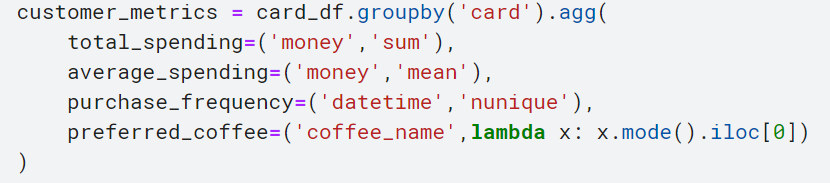 customer_metrics = card_df.groupby('card').agg(
    total_spending=('money','sum'),
    average_spending=('money','mean'),
    purchase_frequency=('datetime','nunique'),
    preferred_coffee=('coffee_name',lambda x: x.mode().iloc[0])
)